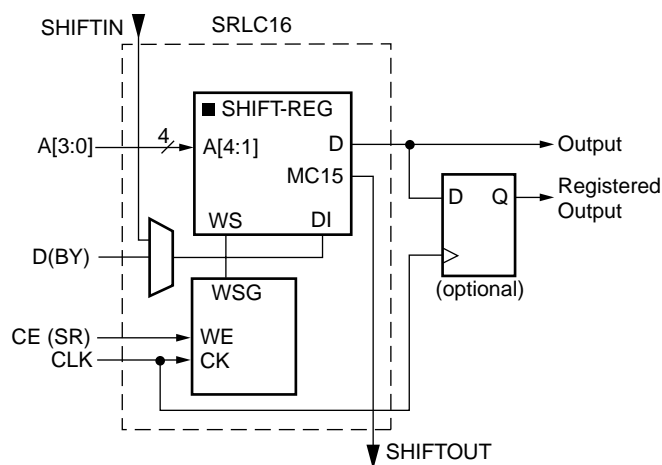 SHIFTIN
SRLC16
SHIFT-REG
A[3:0]
4
A[4:1]
D
Output
MC15
D
Q
Registered
Output
WS
DI
D(BY)
WSG
(optional)
CE (SR)
WE
CLK
CK
SHIFTOUT